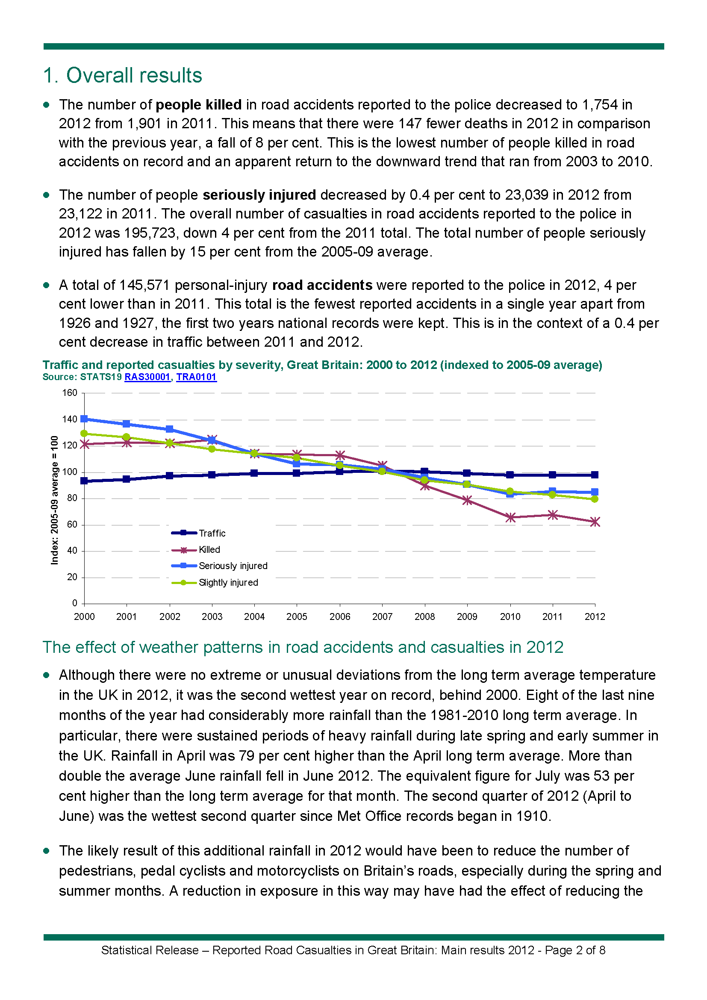 1. Overall results
● The number of people killed in road accidents reported to the police decreased to 1,754 in
2012 from 1,901 in 2011. This means that there were 147 fewer deaths in 2012 in comparison
with the previous year, a fall of 8 per cent. This is the lowest number of people killed in road
accidents on record and an apparent return to the downward trend that ran from 2003 to 2010.
● The number of people seriously injured decreased by 0.4 per cent to 23,039 in 2012 from
23,122 in 2011. The overall number of casualties in road accidents reported to the police in
2012 was 195,723, down 4 per cent from the 2011 total. The total number of people seriously
injured has fallen by 15 per cent from the 2005-09 average.
● A total of 145,571 personal-injury road accidents were reported to the police in 2012, 4 per
cent lower than in 2011. This total is the fewest reported accidents in a single year apart from
1926 and 1927, the first two years national records were kept. This is in the context of a 0.4 per
cent decrease in traffic between 2011 and 2012.
Traffic and reported casualties by severity, Great Britain: 2000 to 2012 (indexed to 2005-09 average)
Source: STATS19 RAS30001, TRA0101
Index: 2005-09 average = 100
160
140
120
100
80
60
40
20
0
Traffic
Killed
Seriously injured
Slightly injured
2000 2001 2002 2003 2004 2005 2006 2007 2008 2009 2010 2011 2012
The effect of weather patterns in road accidents and casualties in 2012
● Although there were no extreme or unusual deviations from the long term average temperature
in the UK in 2012, it was the second wettest year on record, behind 2000. Eight of the last nine
months of the year had considerably more rainfall than the 1981-2010 long term average. In
particular, there were sustained periods of heavy rainfall during late spring and early summer in
the UK. Rainfall in April was 79 per cent higher than the April long term average. More than
double the average June rainfall fell in June 2012. The equivalent figure for July was 53 per
cent higher than the long term average for that month. The second quarter of 2012 (April to
June) was the wettest second quarter since Met Office records began in 1910.
● The likely result of this additional rainfall in 2012 would have been to reduce the number of
pedestrians, pedal cyclists and motorcyclists on Britain’s roads, especially during the spring and
summer months. A reduction in exposure in this way may have had the effect of reducing the
Statistical Release – Reported Road Casualties in Great Britain: Main results 2012 - Page 2 of 8